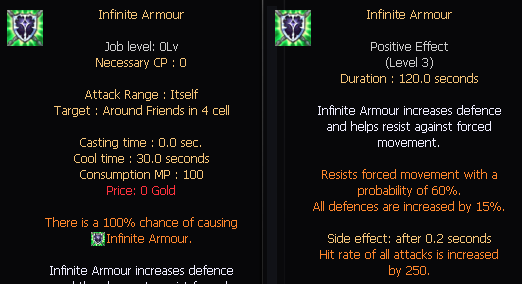 Infinite Armour
Job level: 0Lv
Necessary CP : 0
Attack Range : Itself
Target : Around Friends in 4 cell
Casting time : 0.0 sec.
Cool time : 30.0 seconds
Consumption MP : 100
Price: 0 Gold
There is a 100% chance of causing
Infinite Armour.
Infinite Armour increases defence
Infinite Armour
Positive Effect
(Level 3)
Duration : 120.0 seconds
Infinite Armour increases defence
and helps resist against forced
movement.
Resists forced movement with a
probability of 60%.
All defences are increased by 15%.
Side effect: after 0.2 seconds
Hit rate of all attacks is increased
by 250.